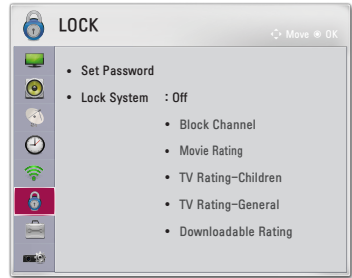 LOCK
Move OK
• Set Password
• Lock System : Off
• Block Channel
• Movie Rating
• TV Rating-Children
• TV Rating-General
• Downloadable Rating